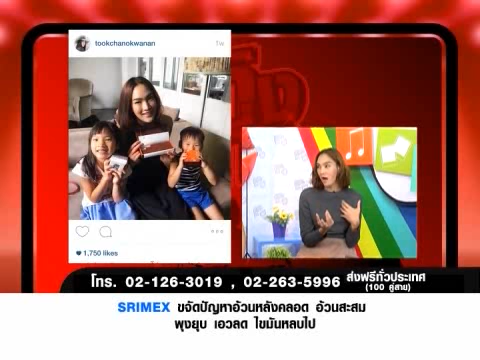 tookchanokwanan 1w
1,750 likes
โทร. 02-126-3019 , 02-263-5996 ส่งฟรีทั่วประเทศ
(100 คู่สาย)
SRIMEX ขจัดปัญหาอ้วนหลังคลอด อ้วนสะสม
พุงยุบ เอวลด ไขมันหลบไป